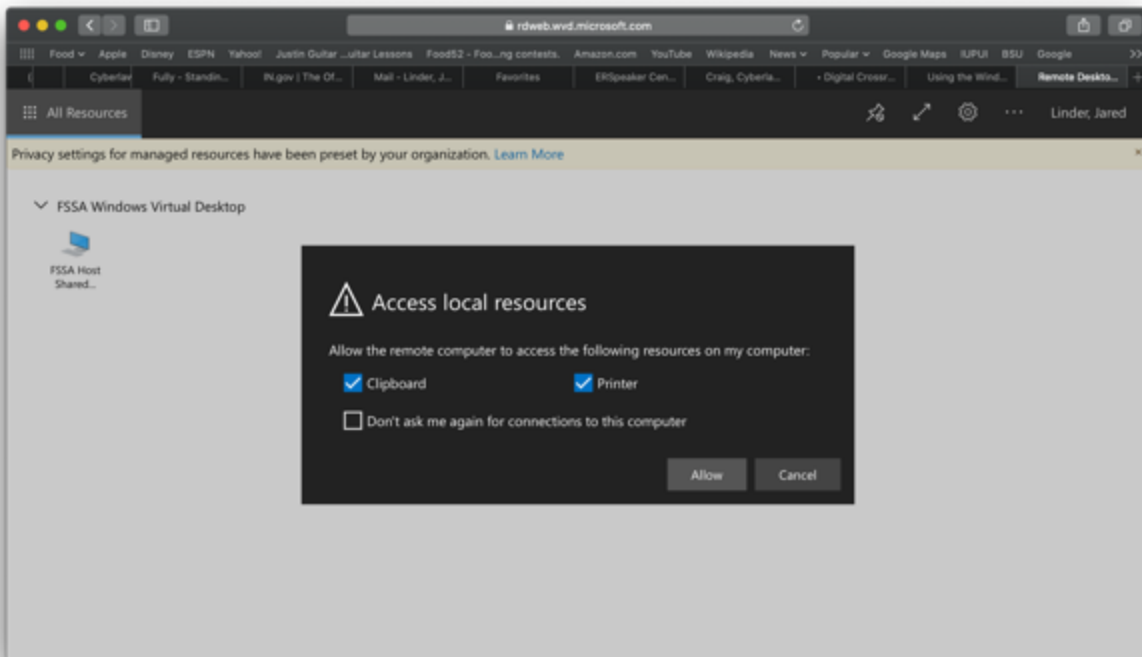 rdweb.wvd.microsoft.com
Food Apple Disney ESPN Yahoo! Justin Guitar ...uitar Lessons Food52 - Foo...ng contests. Amazon.com YouTube Wikipedia News Popular Google Maps IUPUI BSU Google >>
Cyberlaw Fully - Standin... IN.gov | The Of... Mail - Linder, J... Favorites ERSpeaker Cen... Craig, Cyberla... Digital Crossr... Using the Wind... Remote Deskto... +
All Resources ... Linder, Jared
Privacy settings for managed resources have been preset by your organization. Learn More
FSSA Windows Virtual Desktop
FSSA Host
Shared...
Access local resources
Allow the remote computer to access the following resources on my computer:
Clipboard Printer
Don't ask me again for connections to this computer
Allow Cancel